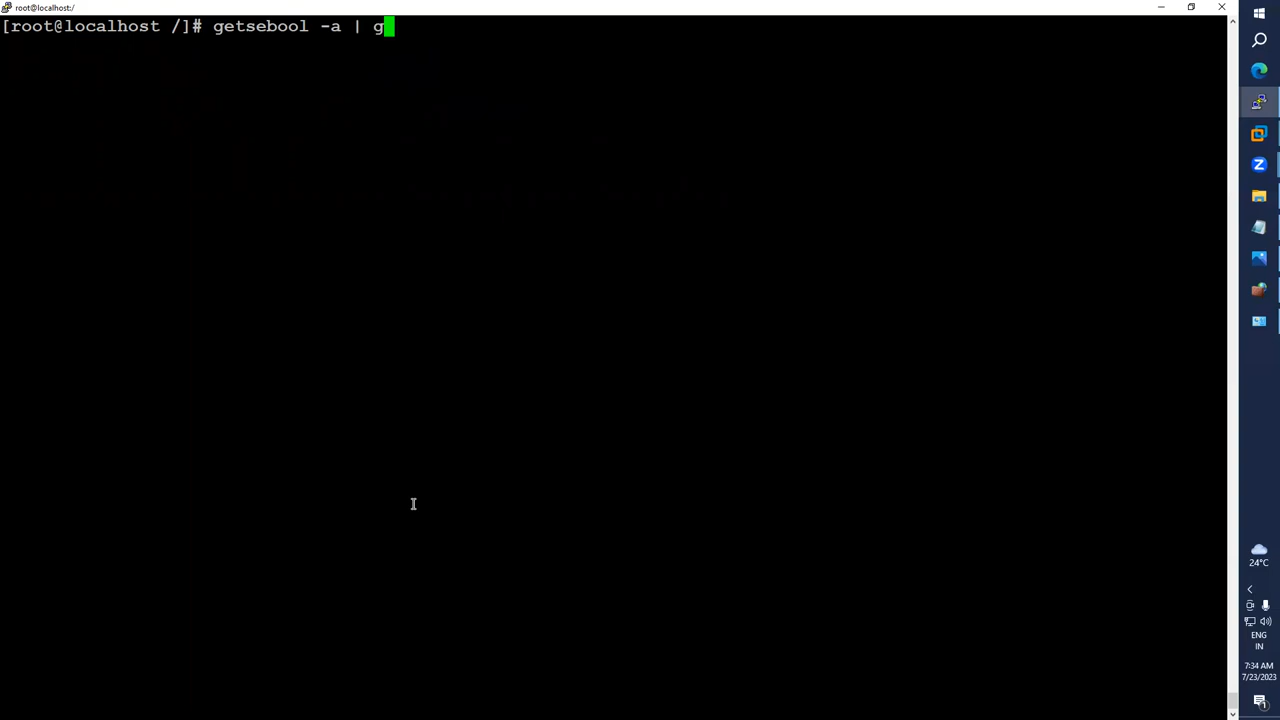 root@localhost:/
[root@localhost /]# getsebool -a | g
24°C
ENG
IN
7:34 AM
7/23/2023